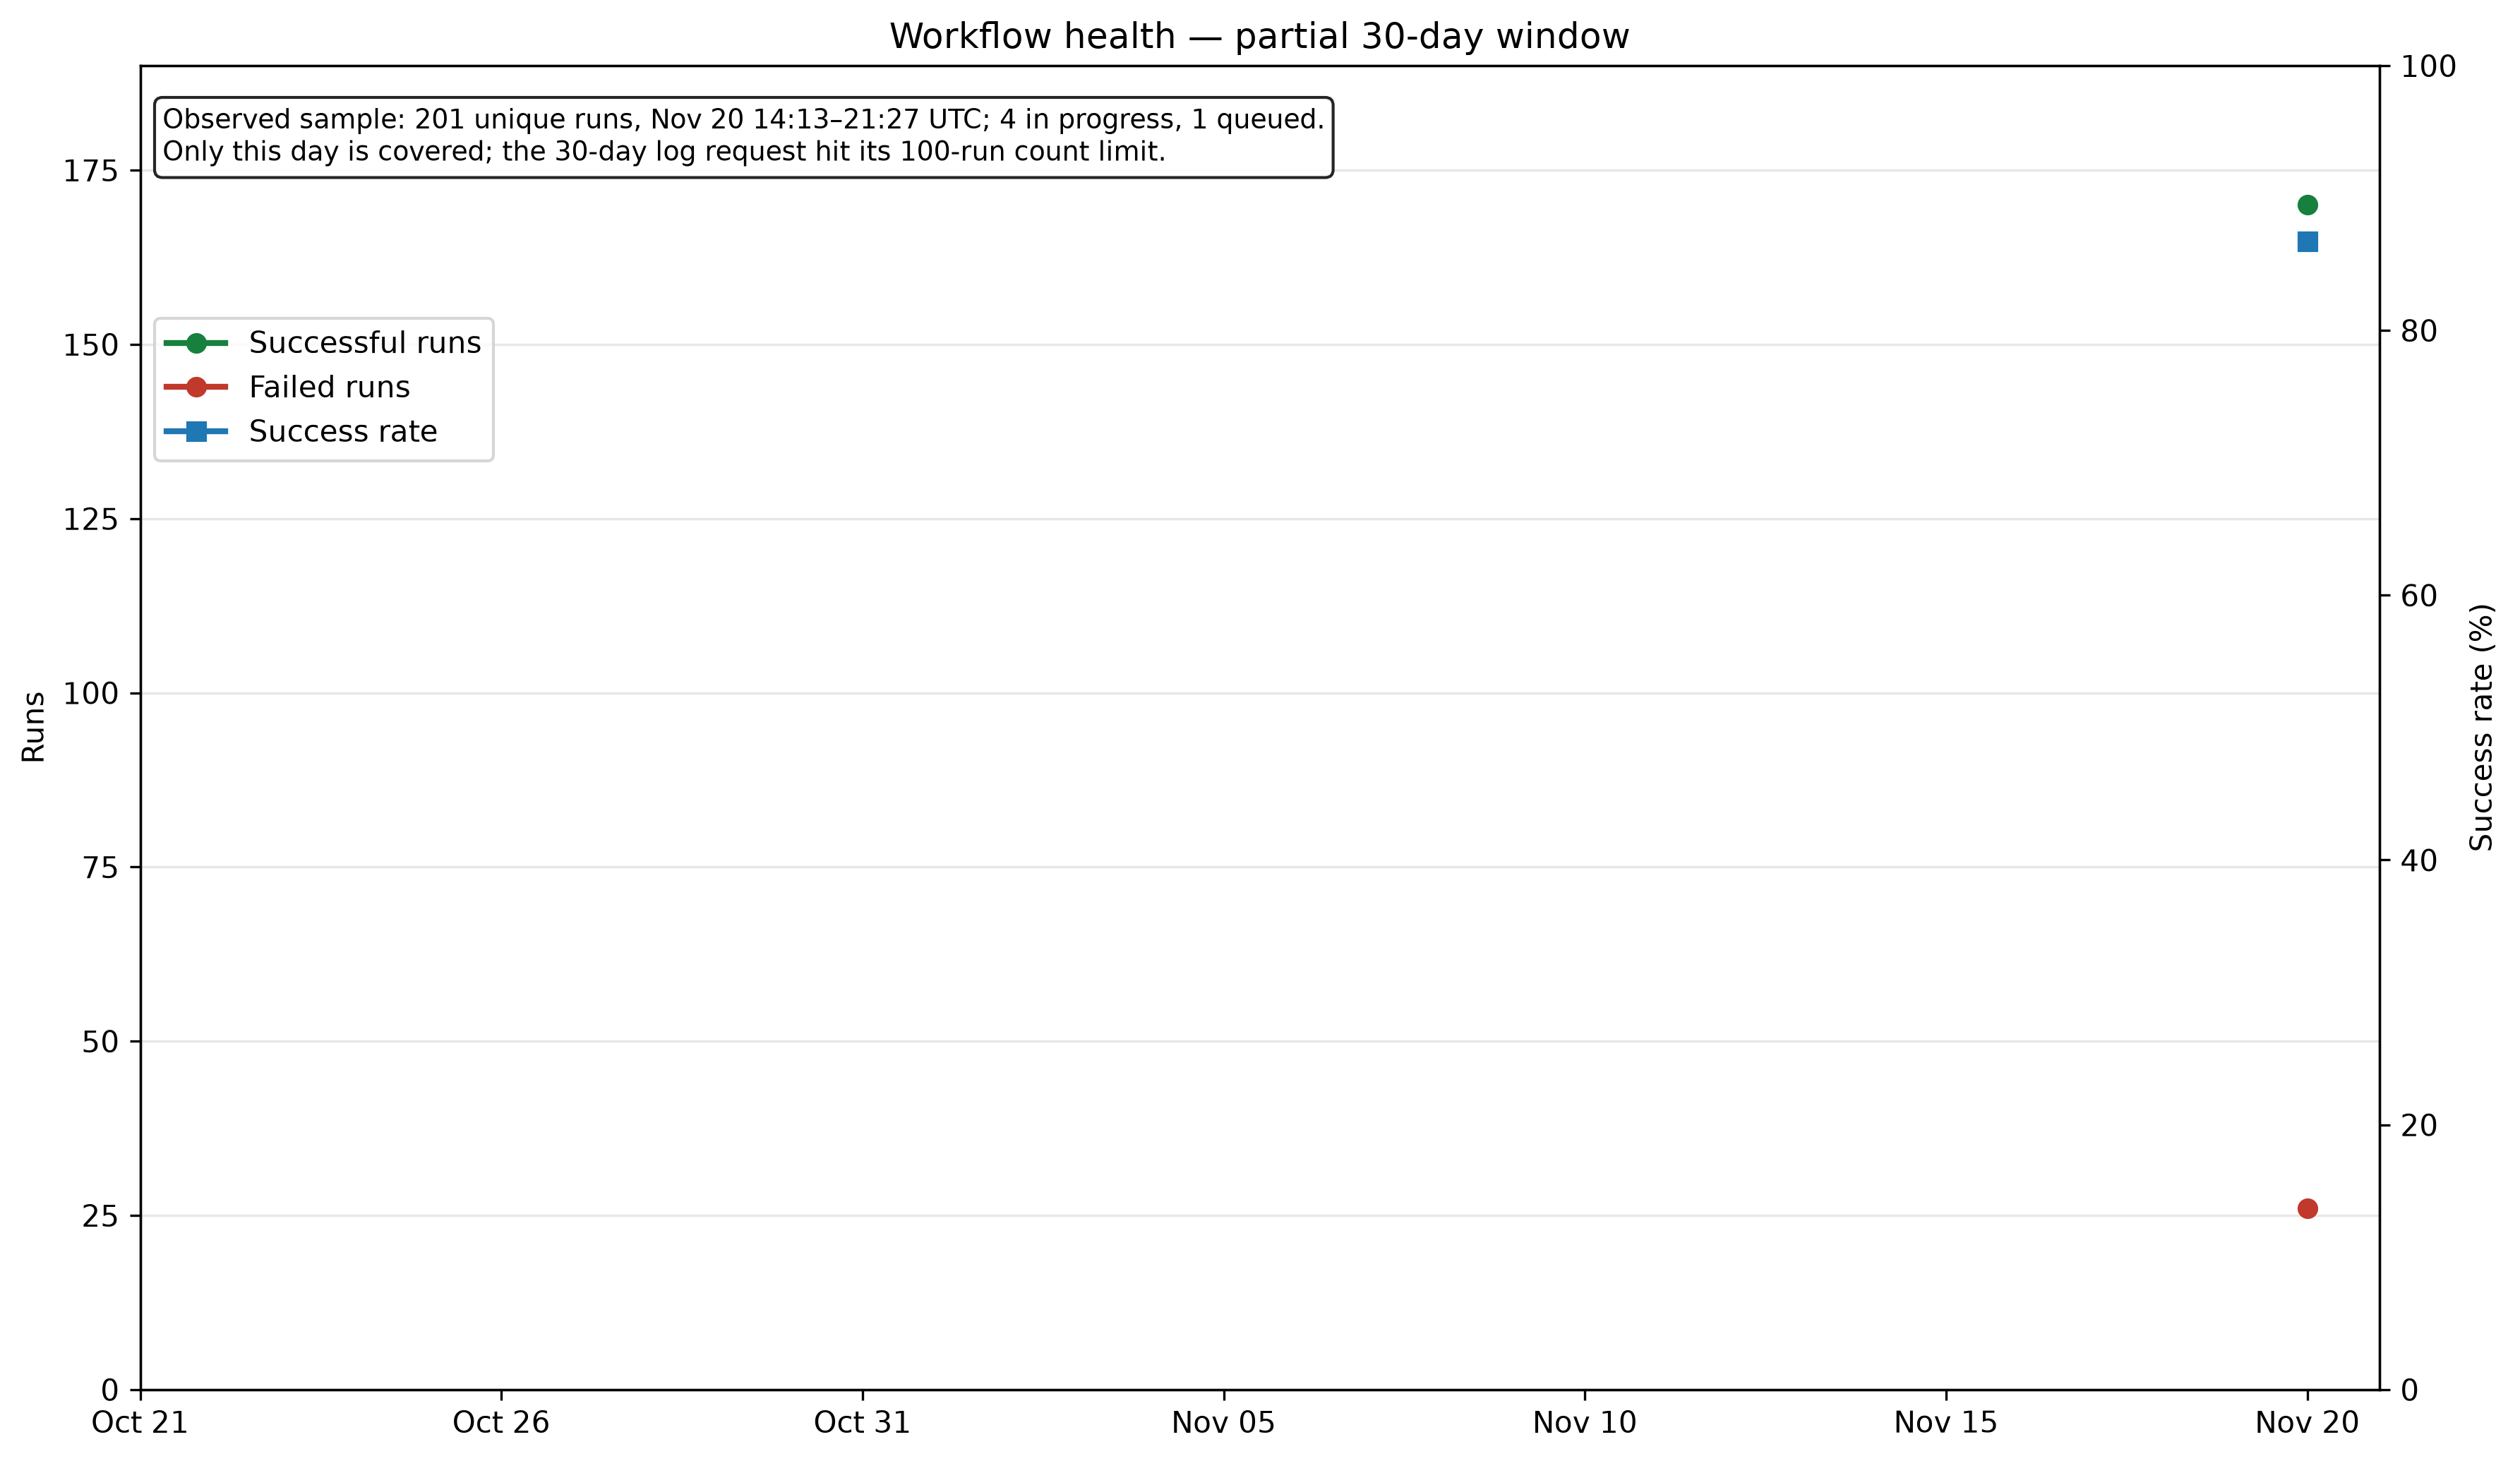 Workflow health — partial 30-day window
Observed sample: 201 unique runs, Nov 20 14:13–21:27 UTC; 4 in progress, 1 queued.
Only this day is covered; the 30-day log request hit its 100-run count limit.
Successful runs
Failed runs
Success rate
Runs
175
150
125
100
75
50
25
0
100
80
60
40
20
0
Success rate (%)
Oct 21
Oct 26
Oct 31
Nov 05
Nov 10
Nov 15
Nov 20